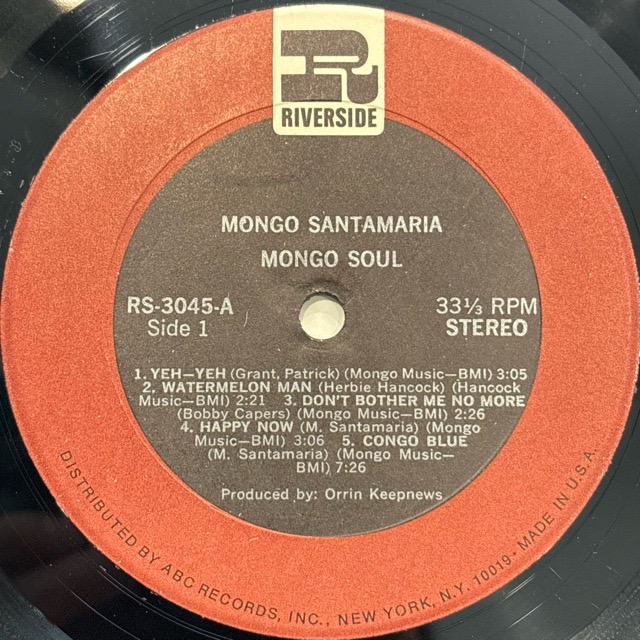 R
RIVERSIDE
MONGO SANTAMARIA
MONGO SOUL
RS-3045-A
Side 1
33⅓ RPM
STEREO
1. YEH—YEH (Grant, Patrick) (Mongo Music—BMI) 3:05
2. WATERMELON MAN (Herbie Hancock) (Hancock
Music—BMI) 2:21 3. DON'T BOTHER ME NO MORE
(Bobby Capers) (Mongo Music—BMI) 2:26
4. HAPPY NOW (M. Santamaria) (Mongo
Music—BMI) 3:06 5. CONGO BLUE
(M. Santamaria) (Mongo Music—
BMI) 7:26
Produced by: Orrin Keepnews
DISTRIBUTED BY ABC RECORDS, INC., NEW YORK, N.Y. 10019 • MADE IN U.S.A.